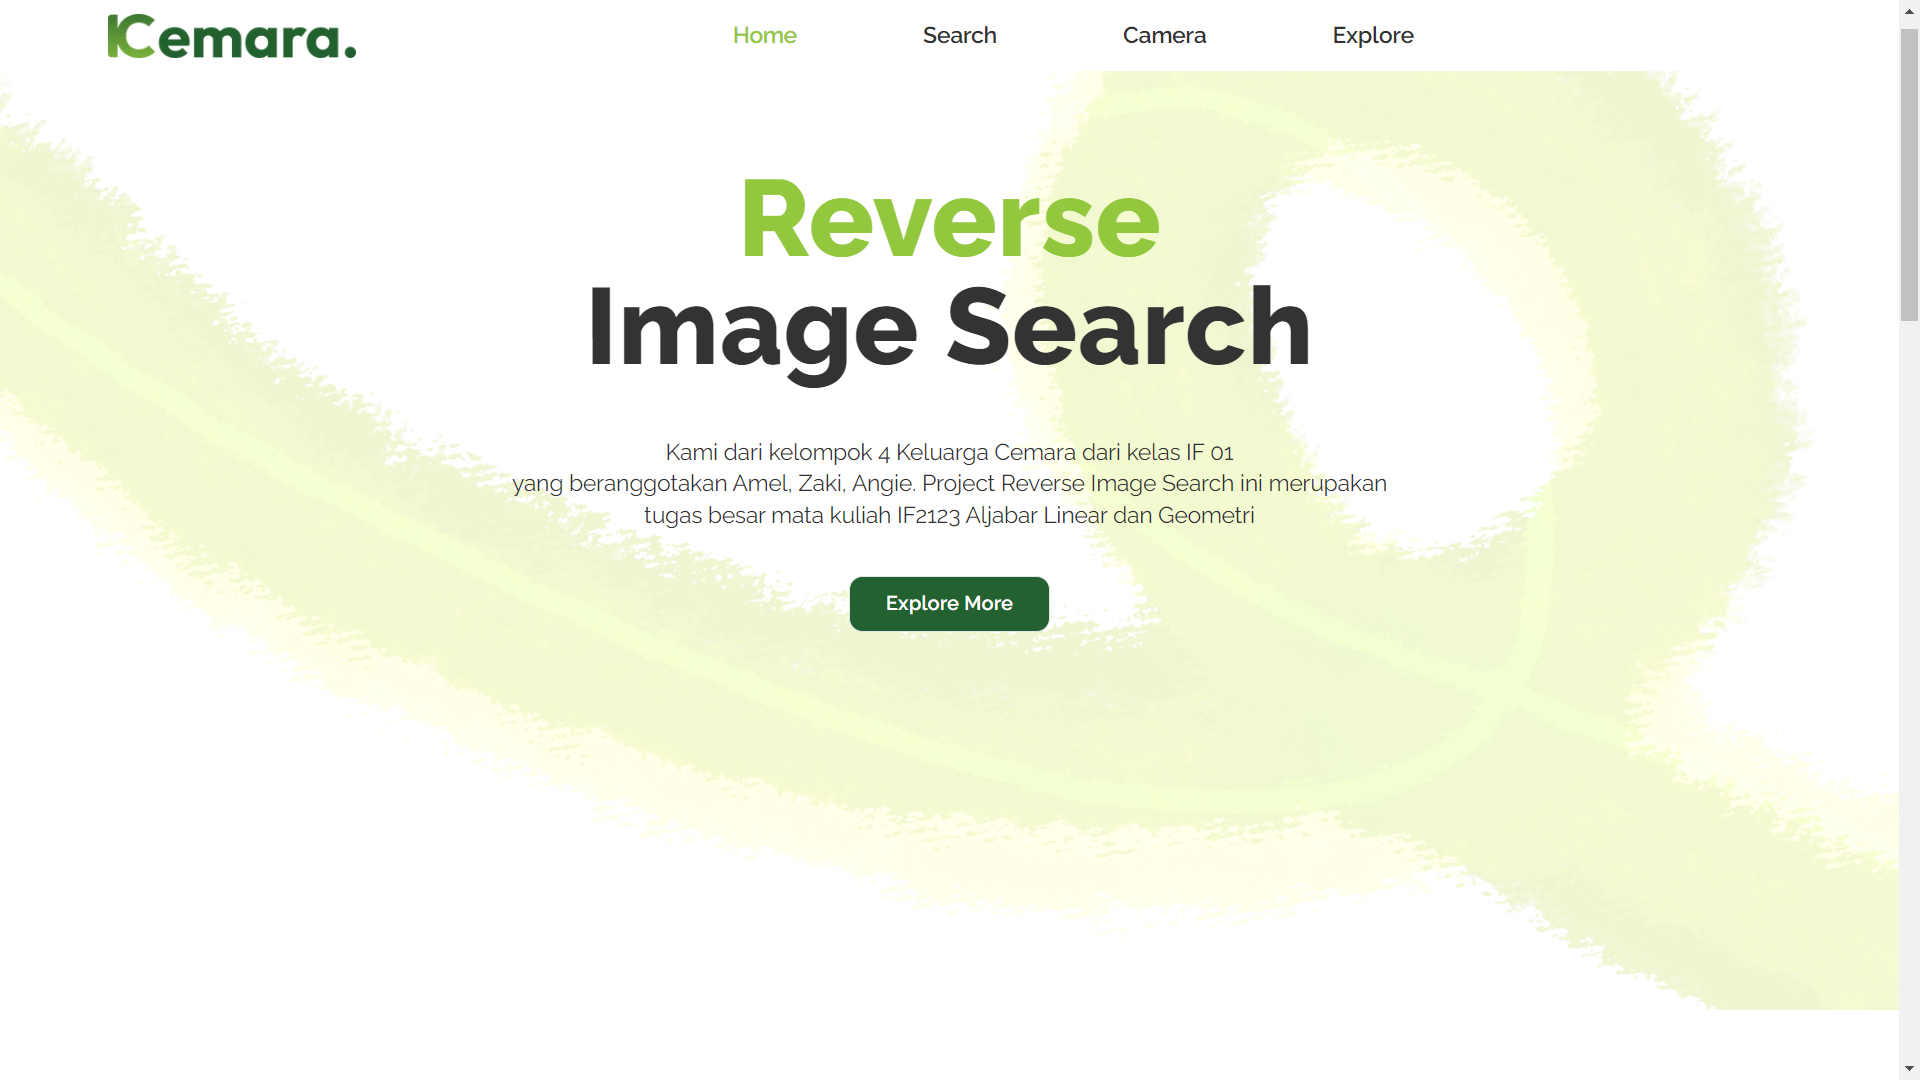 KCemara.
Home Search Camera Explore
Reverse
Image Search
Kami dari kelompok 4 Keluarga Cemara dari kelas IF 01
yang beranggotakan Amel, Zaki, Angie. Project Reverse Image Search ini merupakan
tugas besar mata kuliah IF2123 Aljabar Linear dan Geometri
Explore More